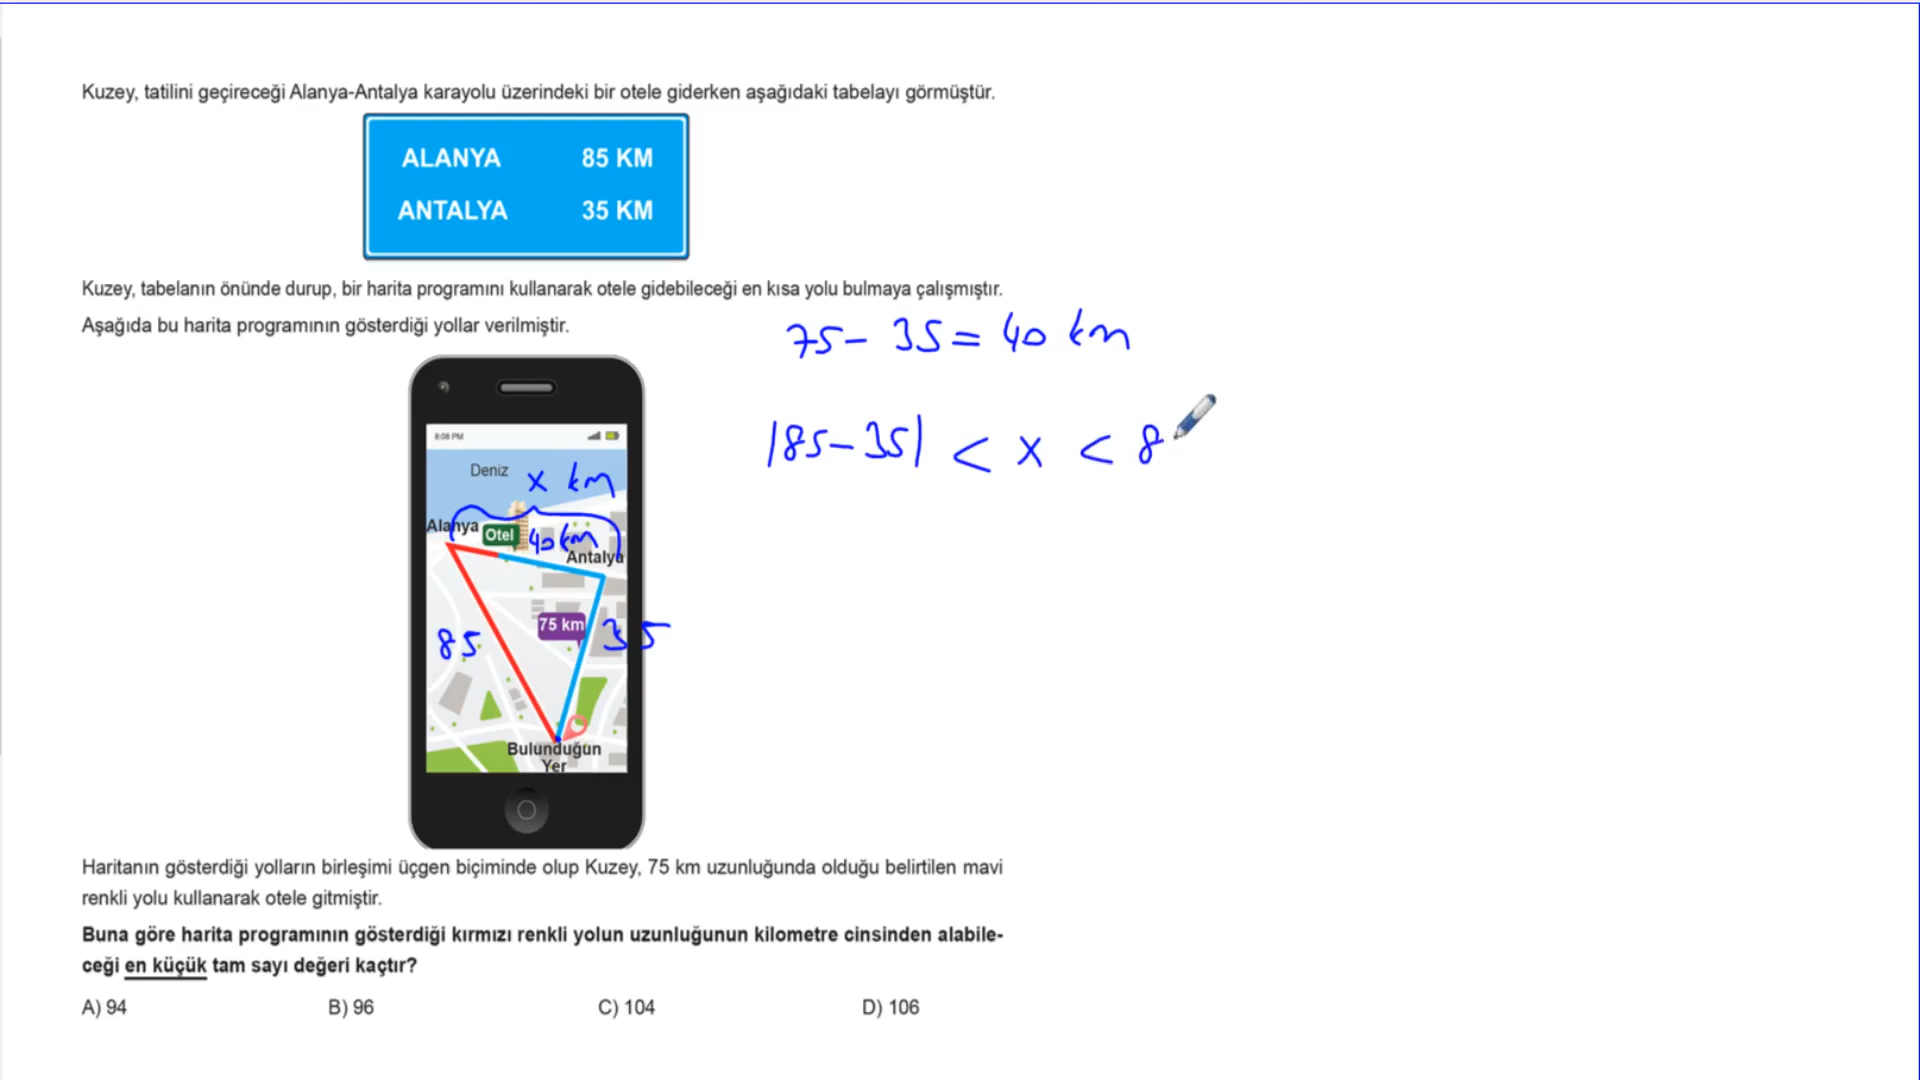 Kuzey, tatilini geçireceği Alanya-Antalya karayolu üzerindeki bir otele giderken aşağıdaki tabelayı görmüştür.
ALANYA 85 KM
ANTALYA 35 KM
Kuzey, tabelanın önünde durup, bir harita programını kullanarak otele gidebileceği en kısa yolu bulmaya çalışmıştır.
Aşağıda bu harita programının gösterdiği yollar verilmiştir.
75 - 35 = 40 km
|85-35| < x < 8
8:08 PM
Deniz
x km
Alanya
Otel
40 km
Antalya
75 km
35
85
Bulunduğun
Yer
Haritanın gösterdiği yolların birleşimi üçgen biçiminde olup Kuzey, 75 km uzunluğunda olduğu belirtilen mavi
renkli yolu kullanarak otele gitmiştir.
Buna göre harita programının gösterdiği kırmızı renkli yolun uzunluğunun kilometre cinsinden alabile-
ceği en küçük tam sayı değeri kaçtır?
A) 94 B) 96 C) 104 D) 106